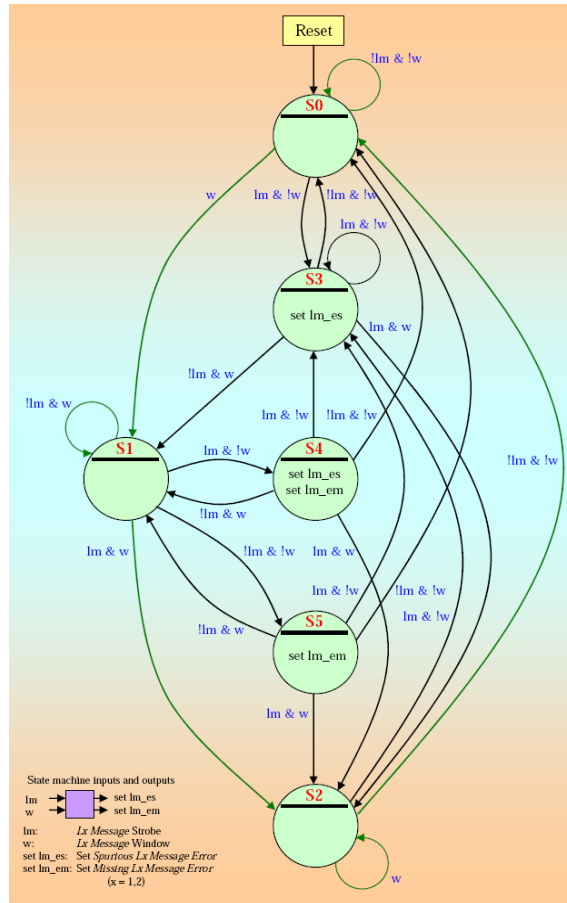 Reset
!lm & !w
S0
w
lm & !w
!lm & !w
lm & !w
S3
set lm_es
lm & w
!lm & w
!lm & w
lm & !w
!lm & !w
S1
lm & !w
S4
set lm_es
set lm_em
!lm & !w
!lm & w
lm & w
!lm & !w
lm & w
lm & !w
!lm & !w
lm & !w
S5
!lm & w
set lm_em
lm & w
State machine inputs and outputs
lm
set lm_es
w
set lm_em
S2
lm: Lx Message Strobe
w: Lx Message Window
set lm_es: Set Spurious Lx Message Error
set lm_em: Set Missing Lx Message Error
(x = 1,2)
w